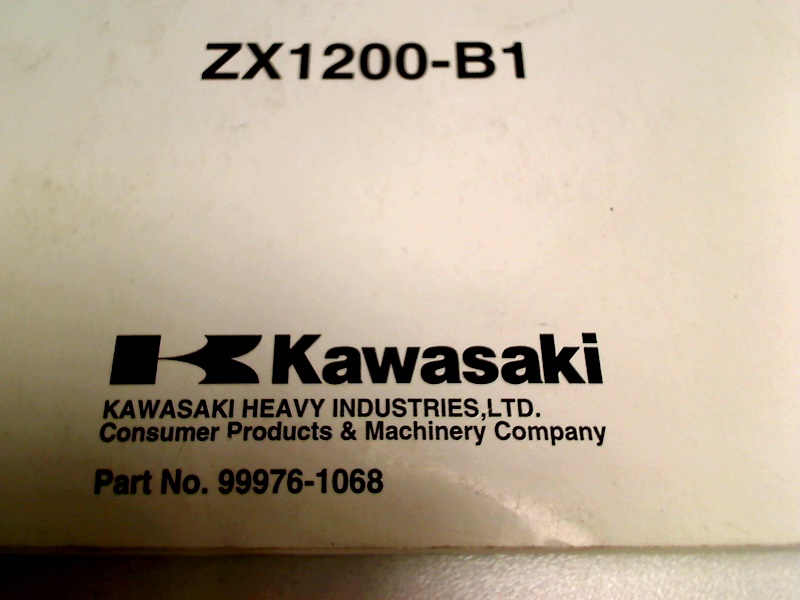 ZX1200-B1
Kawasaki
KAWASAKI HEAVY INDUSTRIES,LTD.
Consumer Products & Machinery Company
Part No. 99976-1068